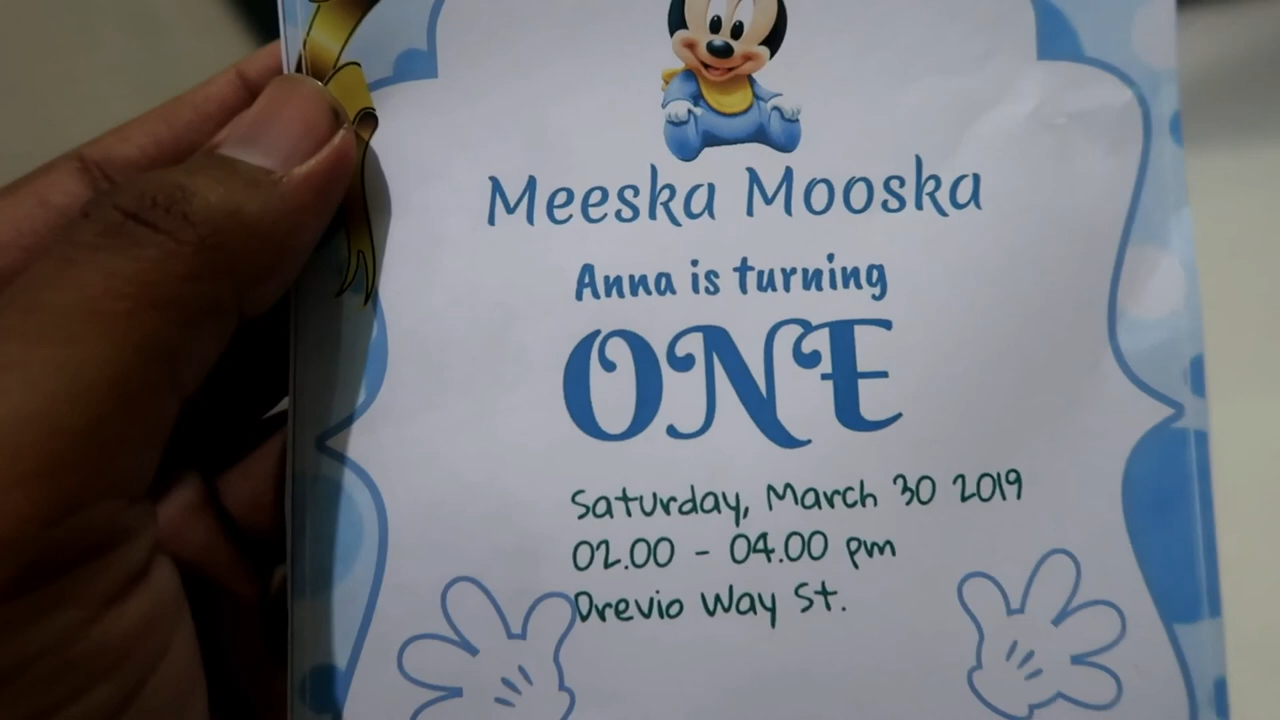 Meeska Mooska
Anna is turning
ONE
Saturday, March 30 2019
02.00 - 04.00 pm
Drevio Way St.